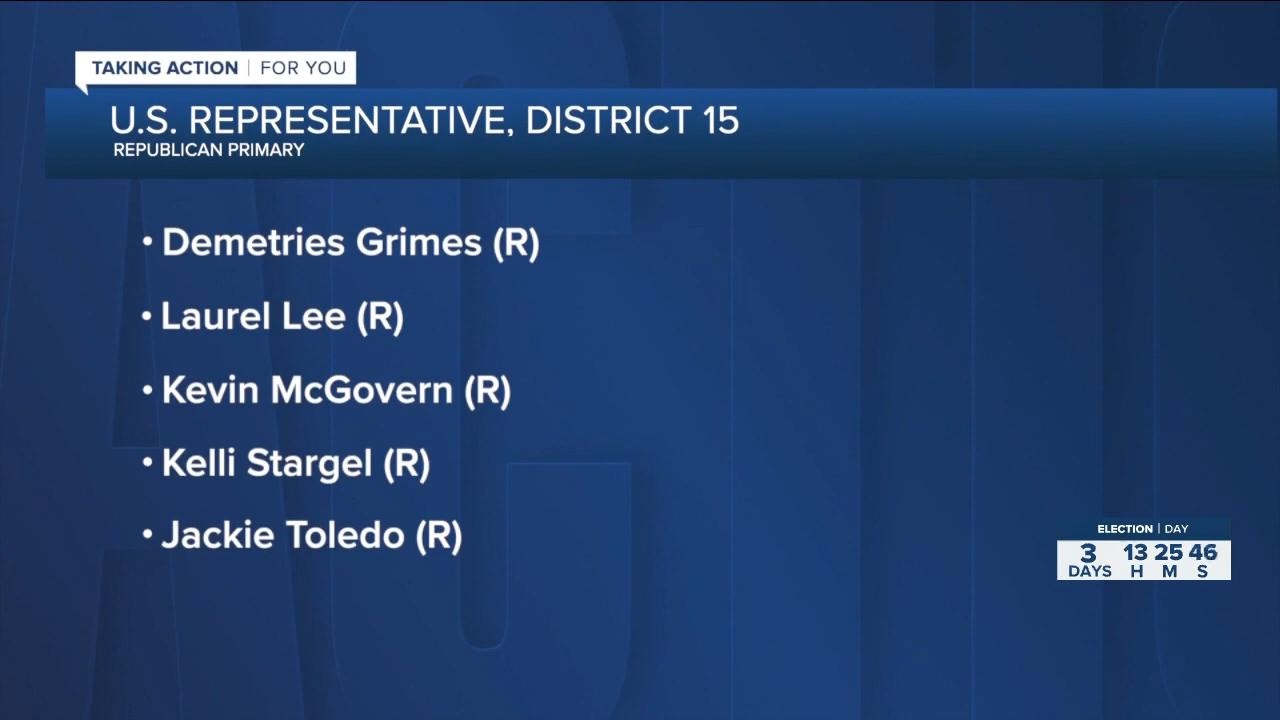 TAKING ACTION | FOR YOU
U.S. REPRESENTATIVE, DISTRICT 15
REPUBLICAN PRIMARY
• Demetries Grimes (R)
• Laurel Lee (R)
• Kevin McGovern (R)
• Kelli Stargel (R)
• Jackie Toledo (R)
ELECTION | DAY
3 13 25 46
DAYS H M S